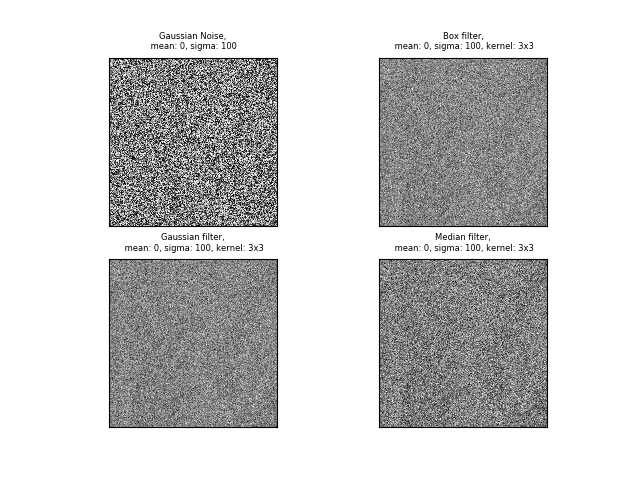 Gaussian Noise,
mean: 0, sigma: 100
Box filter,
mean: 0, sigma: 100, kernel: 3x3
Gaussian filter,
mean: 0, sigma: 100, kernel: 3x3
Median filter,
mean: 0, sigma: 100, kernel: 3x3